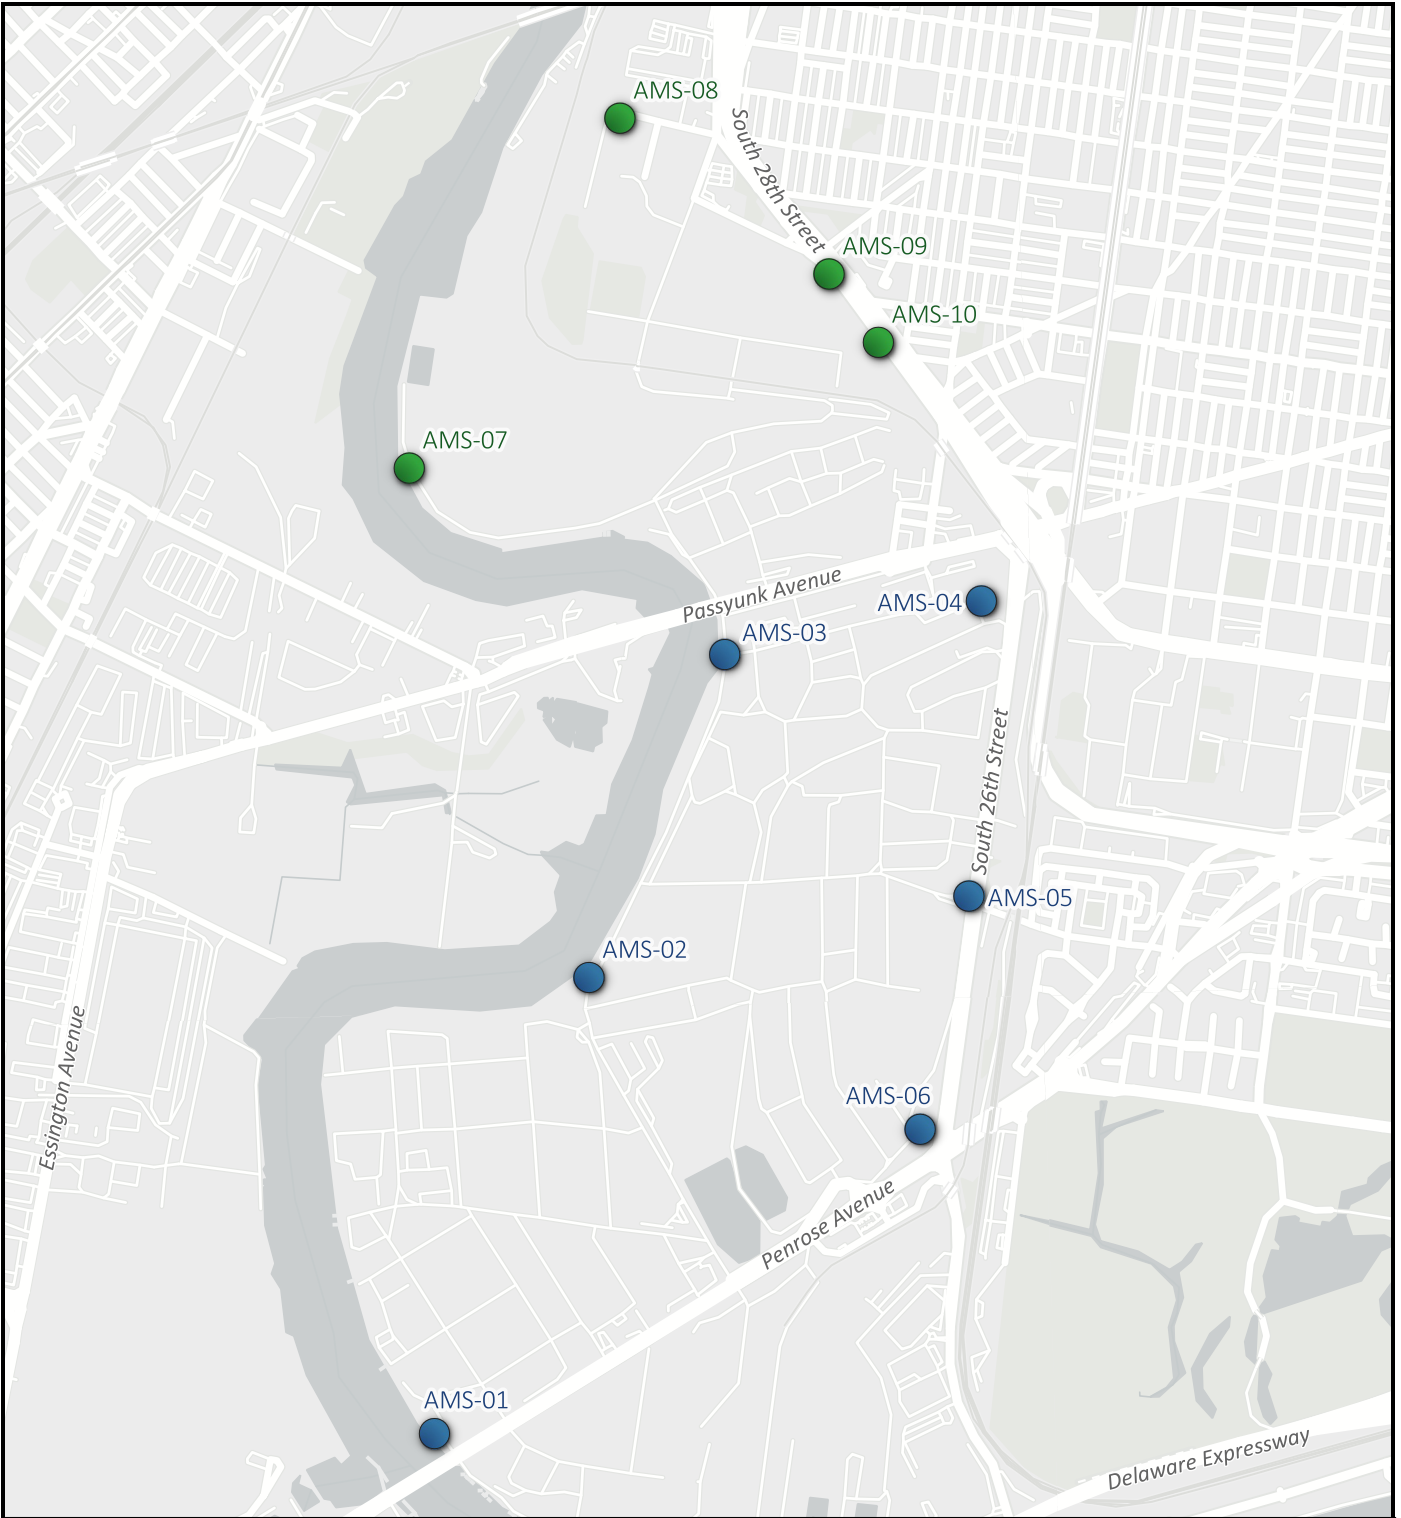 AMS-08
South 28th Street
AMS-09
AMS-10
AMS-07
Passyunk Avenue
AMS-04
AMS-03
South 26th Street
AMS-05
AMS-02
Essington Avenue
AMS-06
Penrose Avenue
AMS-01
Delaware Expressway